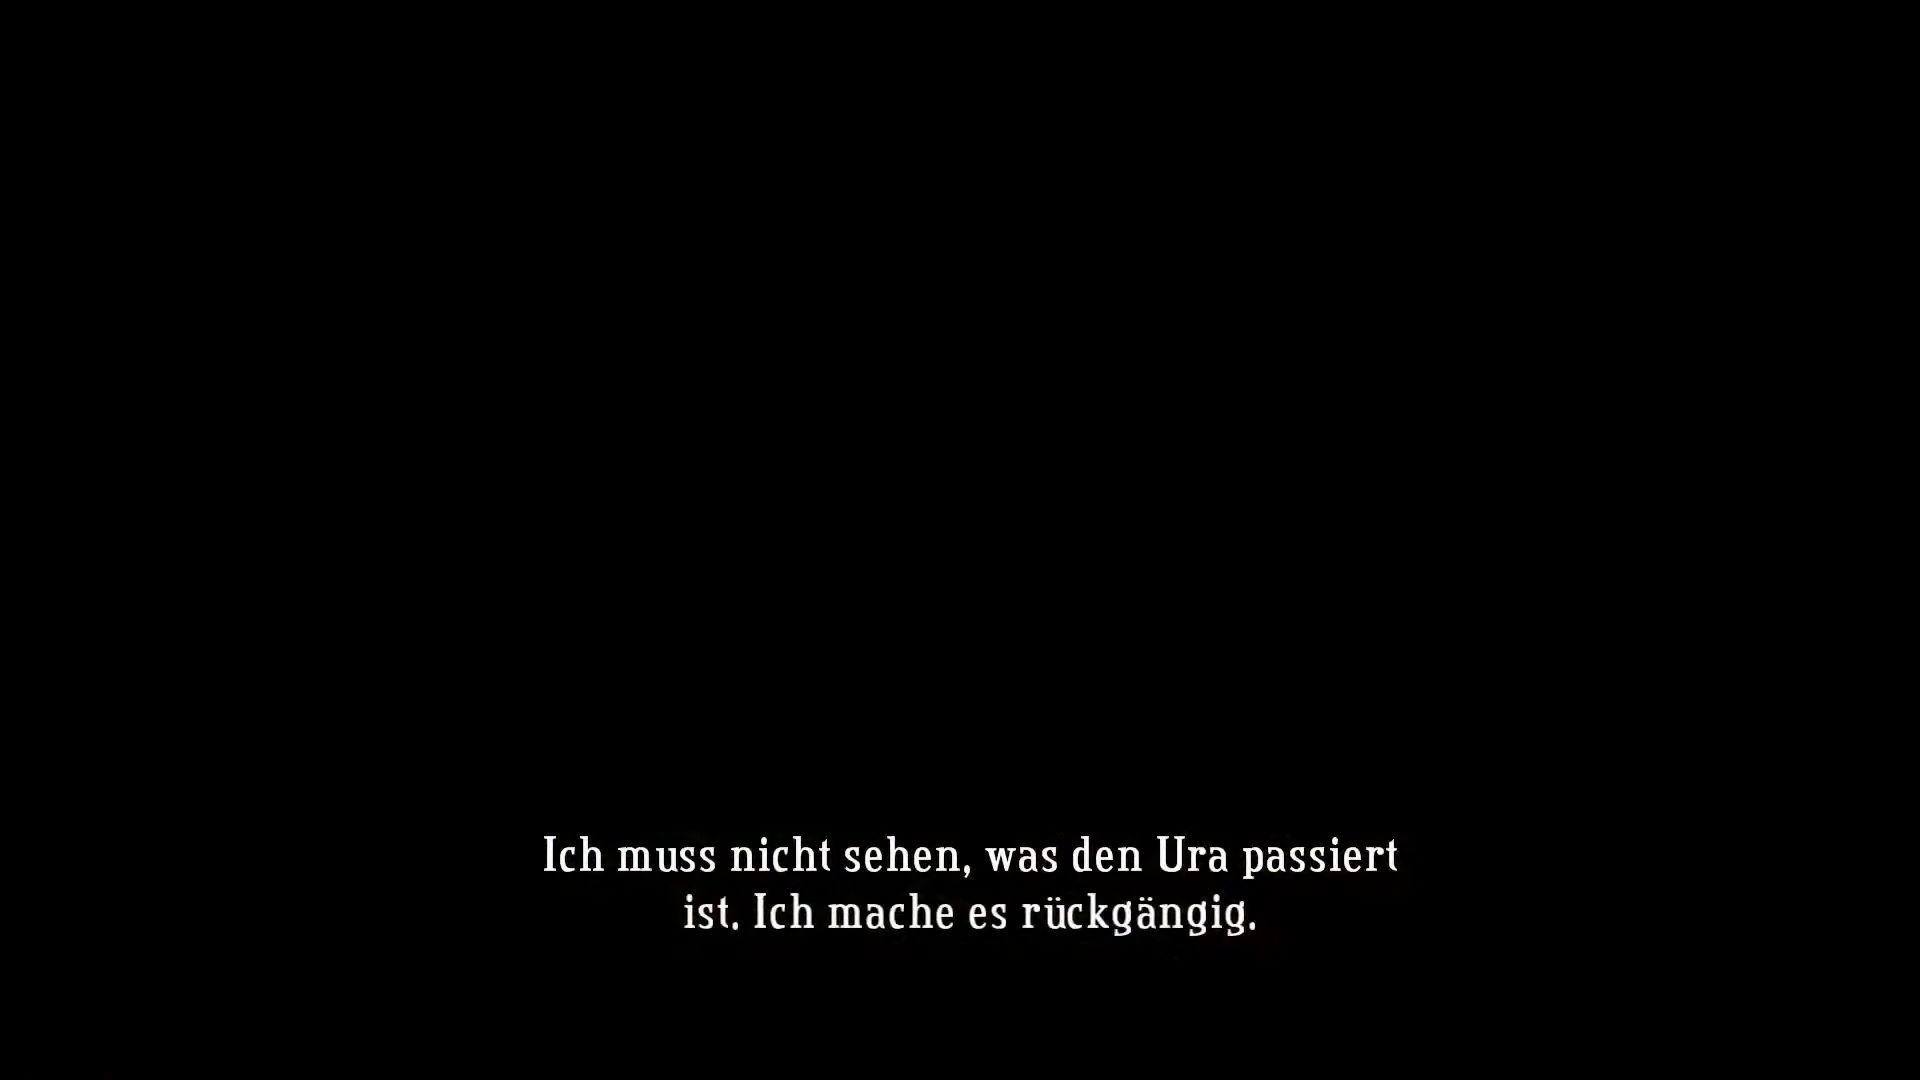 Ich muss nicht sehen, was den Ura passiert
ist. Ich mache es rückgängig.